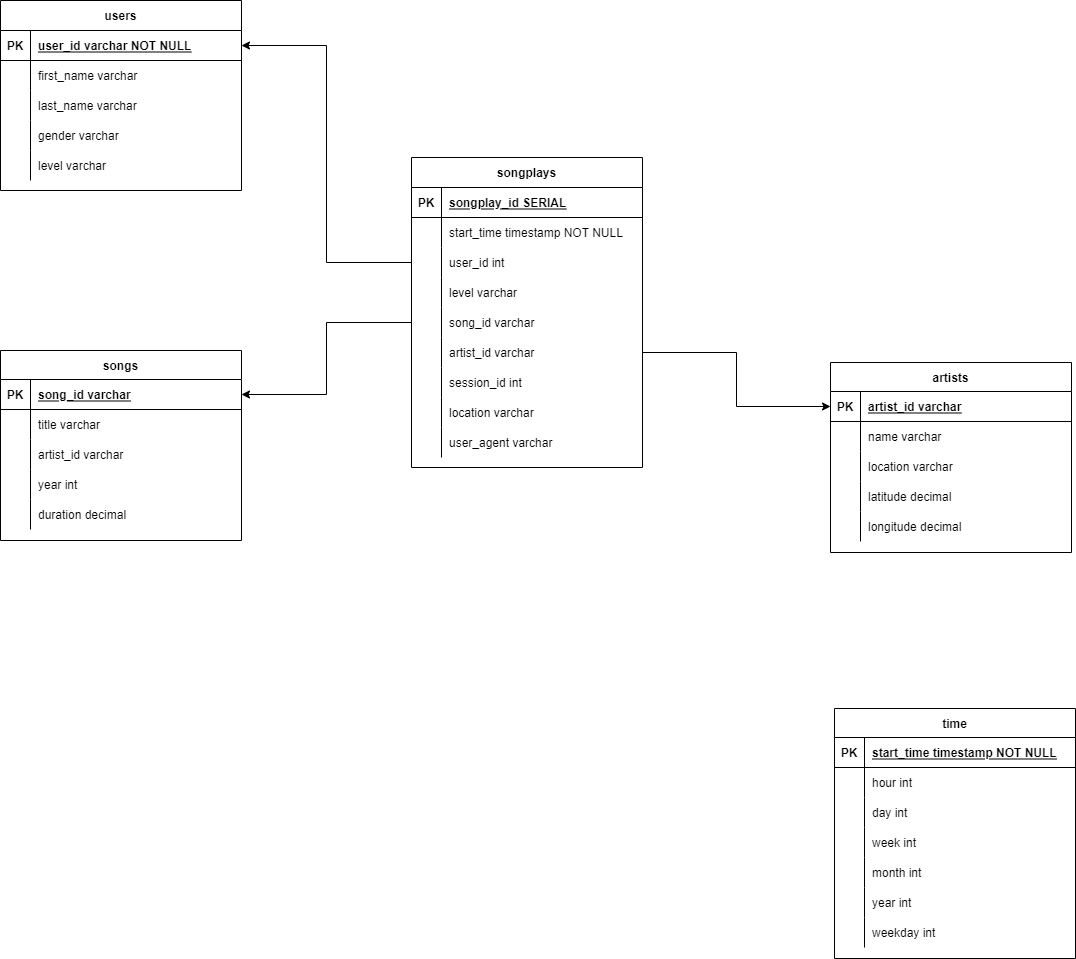 users
PK user_id varchar NOT NULL
first_name varchar
last_name varchar
gender varchar
level varchar
songplays
PK songplay_id SERIAL
start_time timestamp NOT NULL
user_id int
level varchar
song_id varchar
artist_id varchar
session_id int
location varchar
user_agent varchar
songs
PK song_id varchar
title varchar
artist_id varchar
year int
duration decimal
artists
PK artist_id varchar
name varchar
location varchar
latitude decimal
longitude decimal
time
PK start_time timestamp NOT NULL
hour int
day int
week int
month int
year int
weekday int